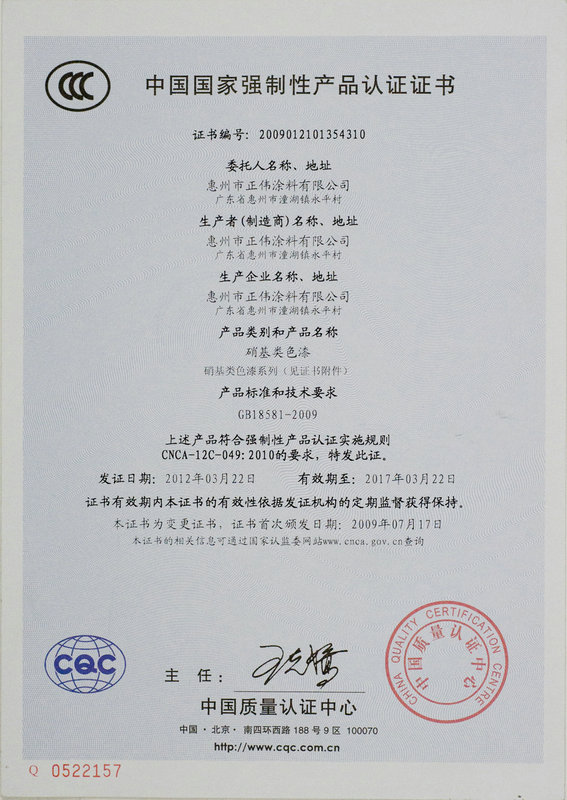 CCC
中国国家强制性产品认证证书
证书编号: 2009012101354310
委托人名称、地址
惠州市正伟涂料有限公司
广东省惠州市潼湖镇永平村
生产者(制造商)名称、地址
惠州市正伟涂料有限公司
广东省惠州市潼湖镇永平村
生产企业名称、地址
惠州市正伟涂料有限公司
广东省惠州市潼湖镇永平村
产品类别和产品名称
硝基类色漆
硝基类色漆系列（见证书附件）
产品标准和技术要求
GB18581-2009
上述产品符合强制性产品认证实施规则
CNCA-12C-049:2010的要求，特发此证。
发证日期: 2012年03月22日 有效期至: 2017年03月22日
证书有效期内本证书的有效性依据发证机构的定期监督获得保持。
本证书为变更证书，证书首次颁发日期: 2009年07月17日
本证书的相关信息可通过国家认监委网站www.cnca.gov.cn查询
CQC
主 任:
CHINA QUALITY CERTIFICATION CENTRE
中国质量认证中心
中国质量认证中心
中国·北京·南四环西路 188 号 9 区 100070
http://www.cqc.com.cn
Q 0522157